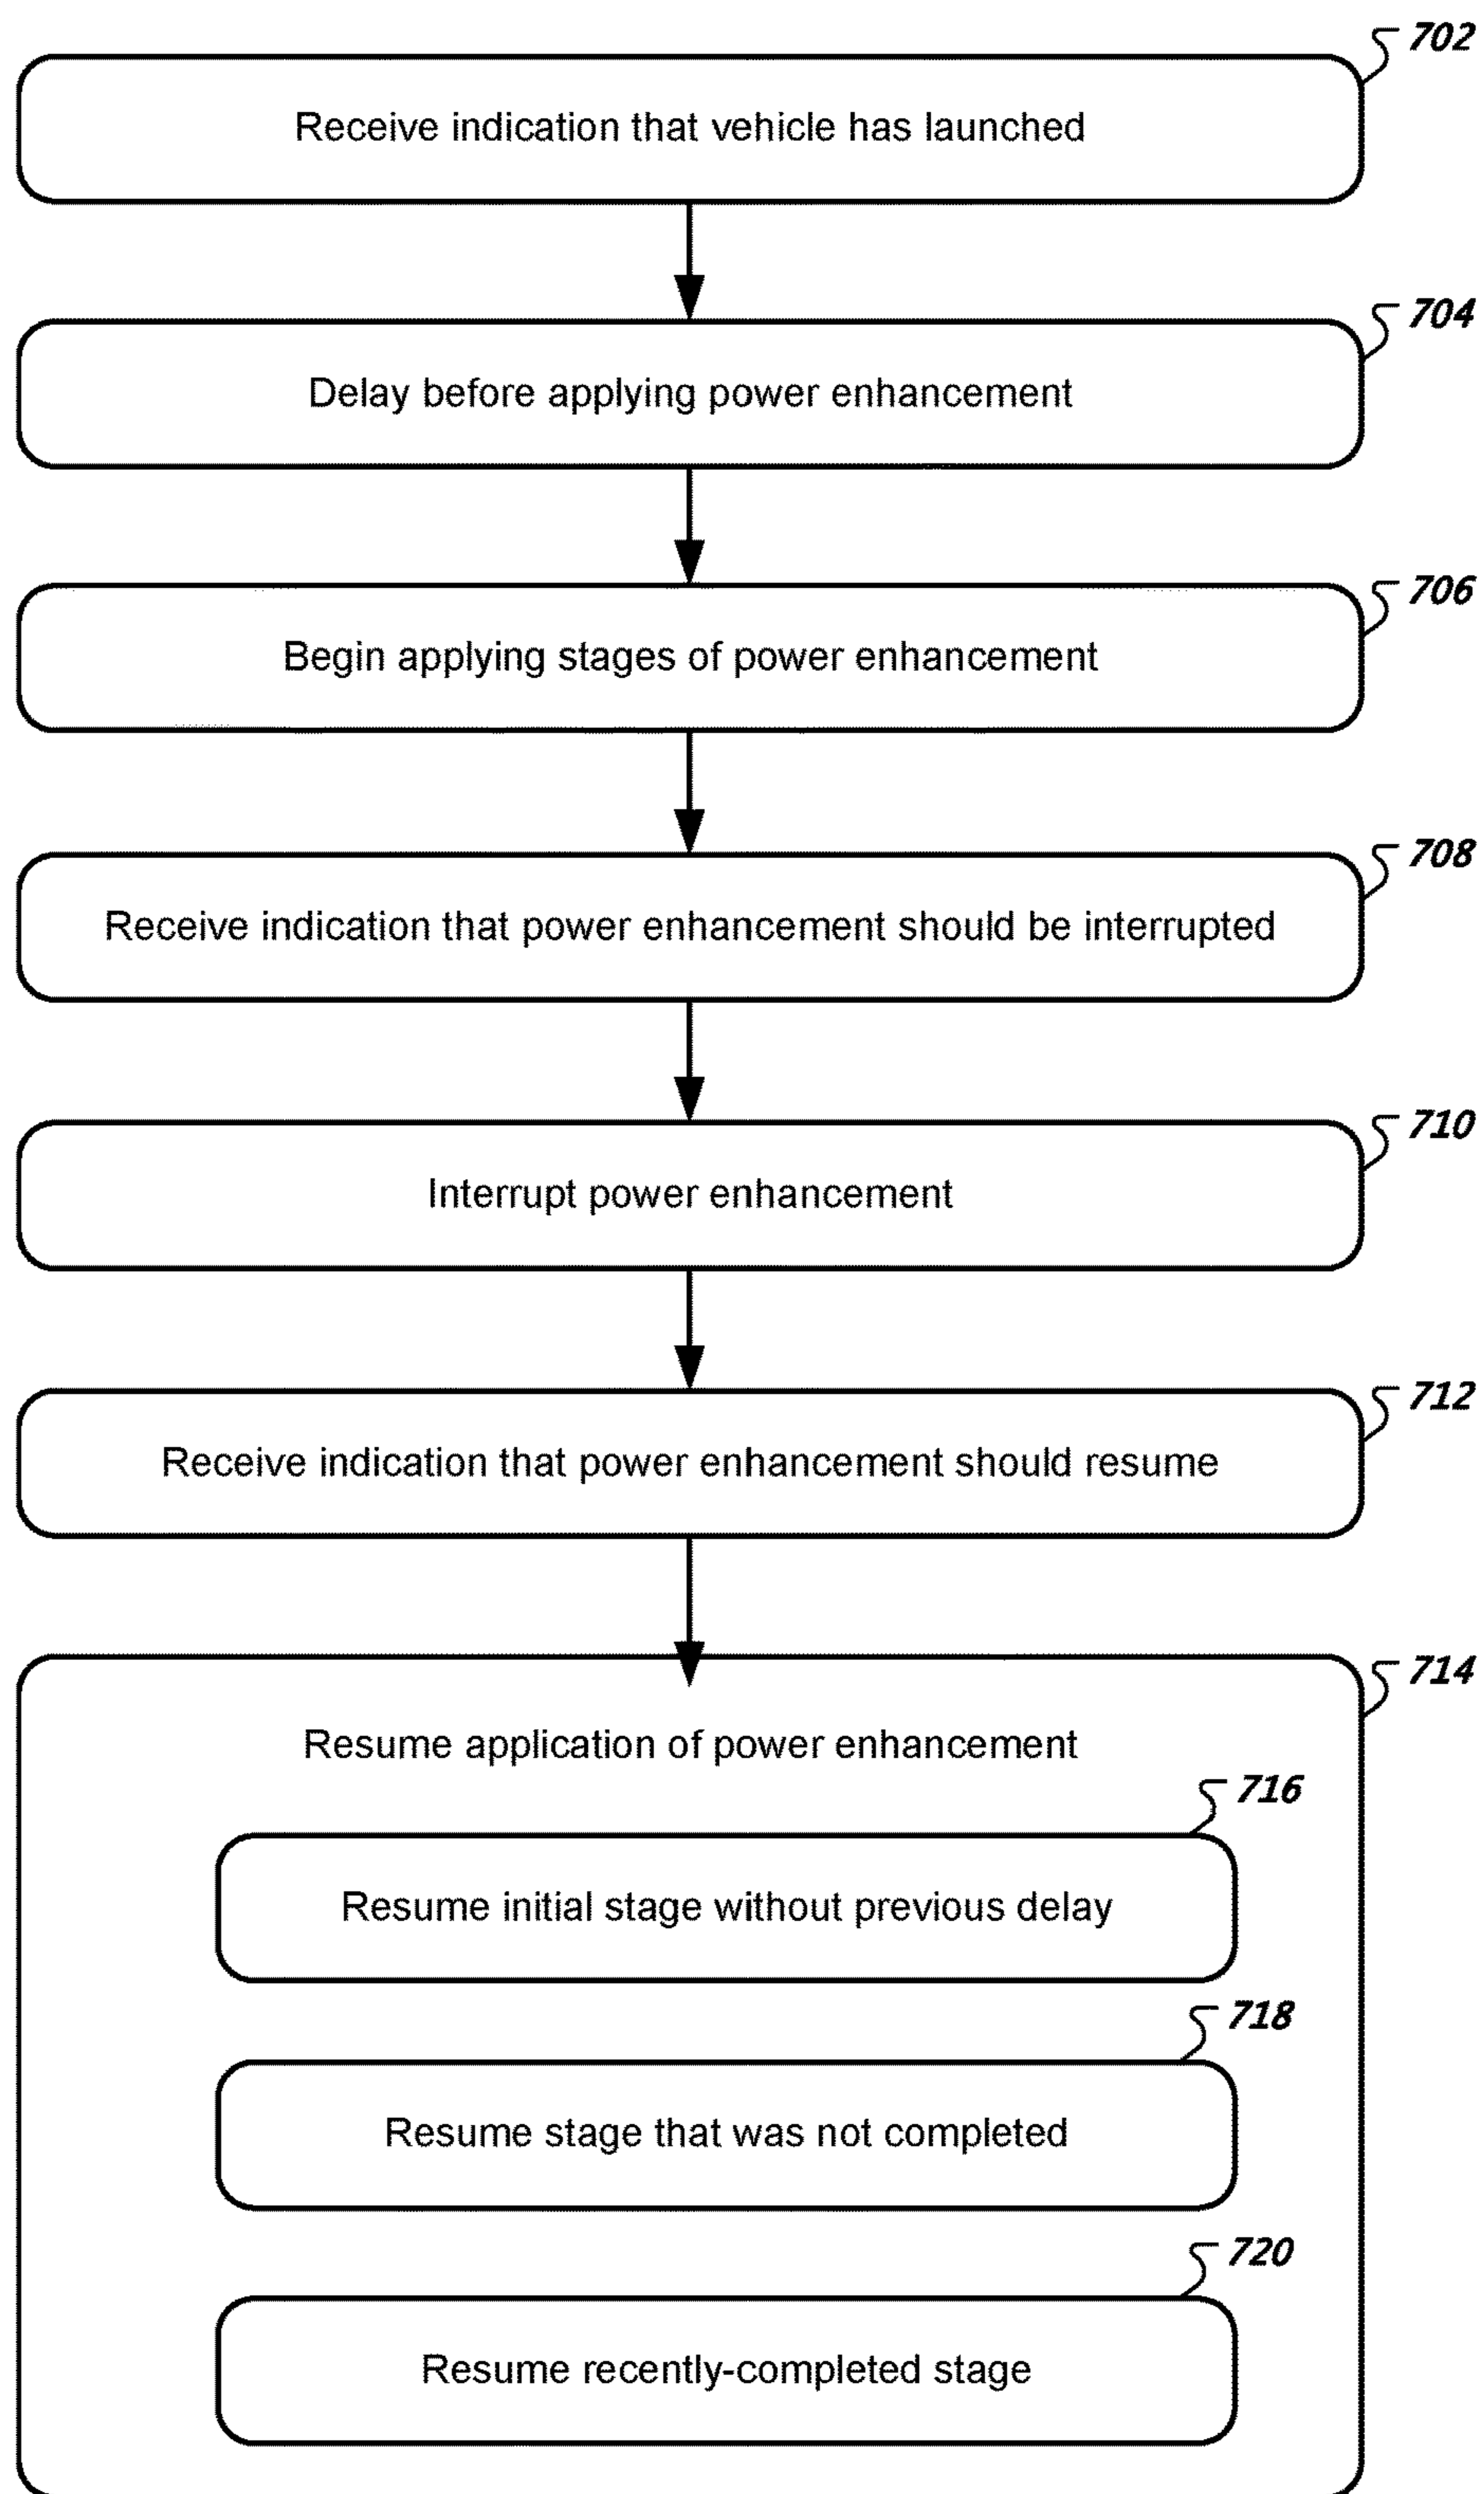 702
Receive indication that vehicle has launched
704
Delay before applying power enhancement
706
Begin applying stages of power enhancement
708
Receive indication that power enhancement should be interrupted
710
Interrupt power enhancement
712
Receive indication that power enhancement should resume
714
Resume application of power enhancement
716
Resume initial stage without previous delay
718
Resume stage that was not completed
720
Resume recently-completed stage